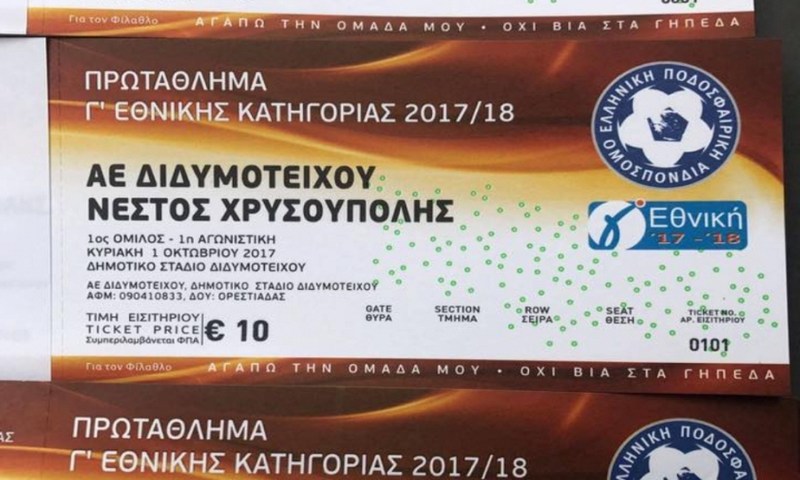 Για τον Φίλαθλο ΑΓΑΠΩ ΤΗΝ ΟΜΑΔΑ ΜΟΥ • ΟΧΙ ΒΙΑ ΣΤΑ ΓΗΠΕΔΑ
ΠΡΩΤΑΘΛΗΜΑ
Γ' ΕΘΝΙΚΗΣ ΚΑΤΗΓΟΡΙΑΣ 2017/18
ΕΛΛΗΝΙΚΗ ΠΟΔΟΣΦΑΙΡΙΚΗ
ΟΜΟΣΠΟΝΔΙΑ
ΑΕ ΔΙΔΥΜΟΤΕΙΧΟΥ
ΝΕΣΤΟΣ ΧΡΥΣΟΥΠΟΛΗΣ
γ' Εθνική
'17 - '18
1ος ΟΜΙΛΟΣ - 1η ΑΓΩΝΙΣΤΙΚΗ
ΚΥΡΙΑΚΗ 1 ΟΚΤΩΒΡΙΟΥ 2017
ΔΗΜΟΤΙΚΟ ΣΤΑΔΙΟ ΔΙΔΥΜΟΤΕΙΧΟΥ
ΑΕ ΔΙΔΥΜΟΤΕΙΧΟΥ, ΔΗΜΟΤΙΚΟ ΣΤΑΔΙΟ ΔΙΔΥΜΟΤΕΙΧΟΥ
ΑΦΜ: 090410833, ΔΟΥ: ΟΡΕΣΤΙΑΔΑΣ
ΤΙΜΗ ΕΙΣΙΤΗΡΙΟΥ
TICKET PRICE
Συμπεριλαμβάνεται ΦΠΑ
€ 10
GATE
ΘΥΡΑ
SECTION
ΤΜΗΜΑ
ROW
ΣΕΙΡΑ
SEAT
ΘΕΣΗ
TICKET NO.
ΑΡ. ΕΙΣΙΤΗΡΙΟΥ
0101
Για τον Φίλαθλο ΑΓΑΠΩ ΤΗΝ ΟΜΑΔΑ ΜΟΥ • ΟΧΙ ΒΙΑ ΣΤΑ ΓΗΠΕΔΑ
ΠΡΩΤΑΘΛΗΜΑ
Γ' ΕΘΝΙΚΗΣ ΚΑΤΗΓΟΡΙΑΣ 2017/18